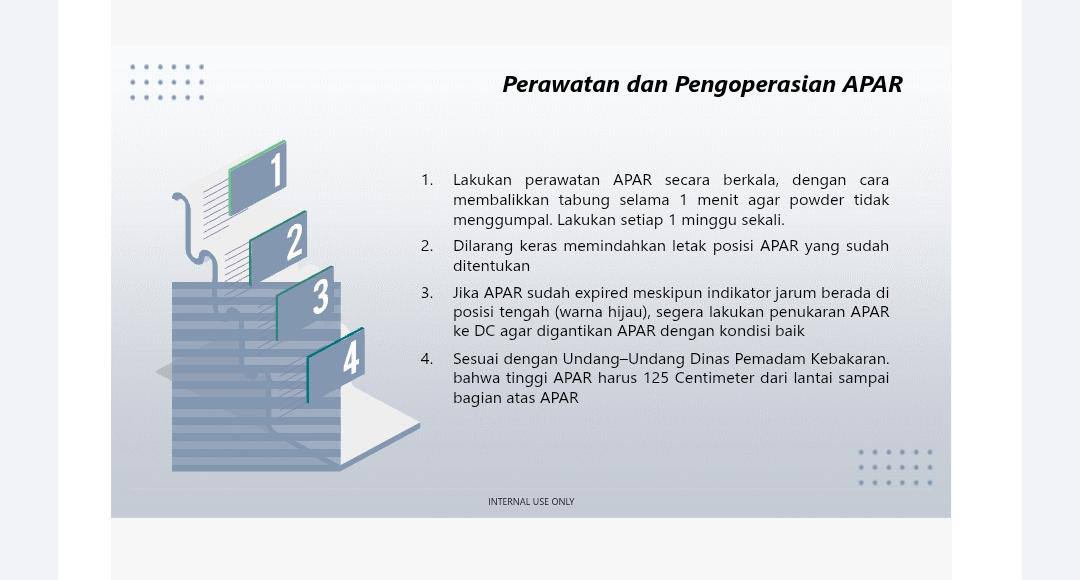 Perawatan dan Pengoperasian APAR
1
2
3
4
1. Lakukan perawatan APAR secara berkala, dengan cara
membalikkan tabung selama 1 menit agar powder tidak
menggumpal. Lakukan setiap 1 minggu sekali.
2. Dilarang keras memindahkan letak posisi APAR yang sudah
ditentukan
3. Jika APAR sudah expired meskipun indikator jarum berada di
posisi tengah (warna hijau), segera lakukan penukaran APAR
ke DC agar digantikan APAR dengan kondisi baik
4. Sesuai dengan Undang–Undang Dinas Pemadam Kebakaran.
bahwa tinggi APAR harus 125 Centimeter dari lantai sampai
bagian atas APAR
INTERNAL USE ONLY